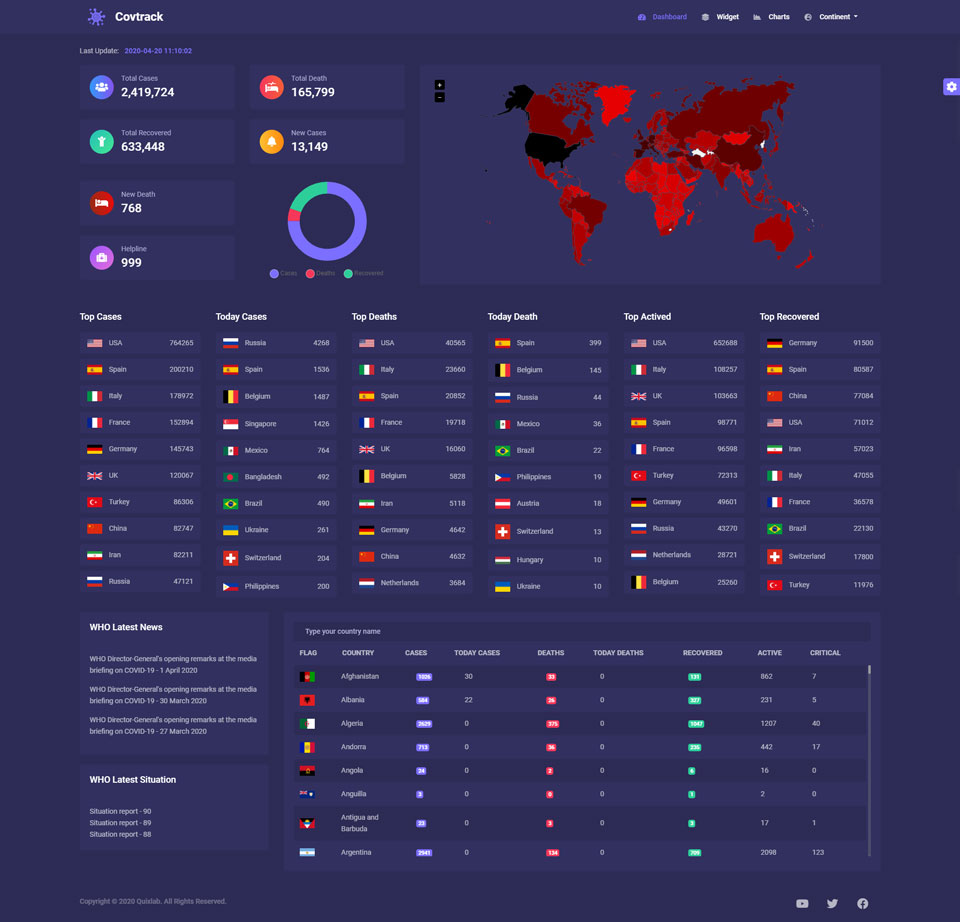 Covtrack
Dashboard
Widget
Charts
Continent
Last Update: 2020-04-20 11:10:02
Total Cases
2,419,724
Total Death
165,799
Total Recovered
633,448
New Cases
13,149
New Death
768
Helpline
999
+
−
Cases Deaths Recovered
Top Cases
USA 764265
Spain 200210
Italy 178972
France 152894
Germany 145743
UK 120067
Turkey 86306
China 82747
Iran 82211
Russia 47121
Today Cases
Russia 4268
Spain 1536
Belgium 1487
Singapore 1426
Mexico 764
Bangladesh 492
Brazil 490
Ukraine 261
Switzerland 204
Philippines 200
Top Deaths
USA 40565
Italy 23660
Spain 20852
France 19718
UK 16060
Belgium 5828
Iran 5118
Germany 4642
China 4632
Netherlands 3684
Today Death
Spain 399
Belgium 145
Russia 44
Mexico 36
Brazil 22
Philippines 19
Austria 18
Switzerland 13
Hungary 10
Ukraine 10
Top Actived
USA 652688
Italy 108257
UK 103663
Spain 98771
France 96598
Turkey 72313
Germany 49601
Russia 43270
Netherlands 28721
Belgium 25260
Top Recovered
Germany 91500
Spain 80587
China 77084
USA 71012
Iran 57023
Italy 47055
France 36578
Brazil 22130
Switzerland 17800
Turkey 11976
WHO Latest News
WHO Director-General's opening remarks at the media
briefing on COVID-19 - 1 April 2020
WHO Director-General's opening remarks at the media
briefing on COVID-19 - 30 March 2020
WHO Director-General's opening remarks at the media
briefing on COVID-19 - 27 March 2020
WHO Latest Situation
Situation report - 90
Situation report - 89
Situation report - 88
Type your country name
FLAG COUNTRY CASES TODAY CASES DEATHS TODAY DEATHS RECOVERED ACTIVE CRITICAL
Afghanistan 1026 30 33 0 131 862 7
Albania 584 22 26 0 327 231 5
Algeria 2629 0 375 0 1047 1207 40
Andorra 713 0 36 0 235 442 17
Angola 24 0 2 0 6 16 0
Anguilla 3 0 0 0 1 2 0
Antigua and
Barbuda 23 0 3 0 3 17 1
Argentina 2941 0 134 0 709 2098 123
Copyright © 2020 Quislab. All Rights Reserved.